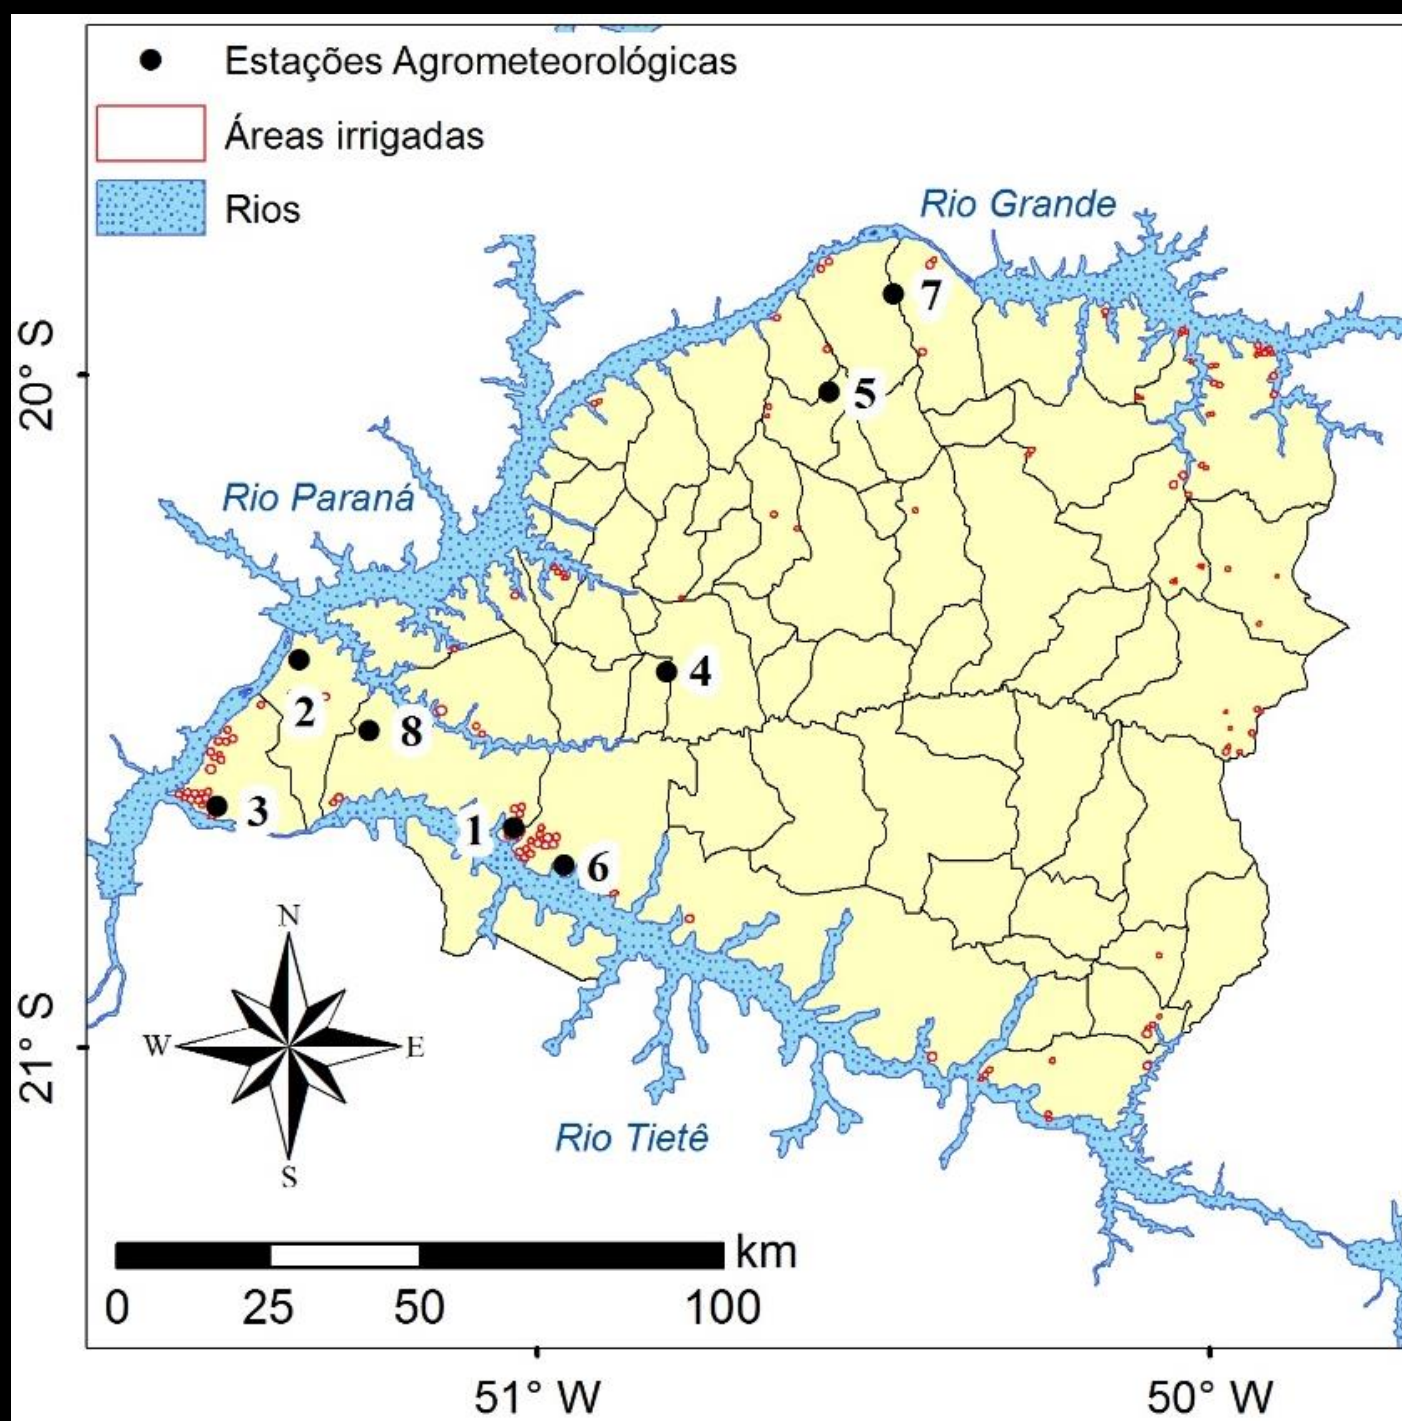 Estações Agrometeorológicas
Áreas irrigadas
Rios
Rio Grande
7
20° S
5
Rio Paraná
4
2
8
3
1
6
N
W
E
S
21° S
Rio Tietê
km
0 25 50 100
51° W 50° W